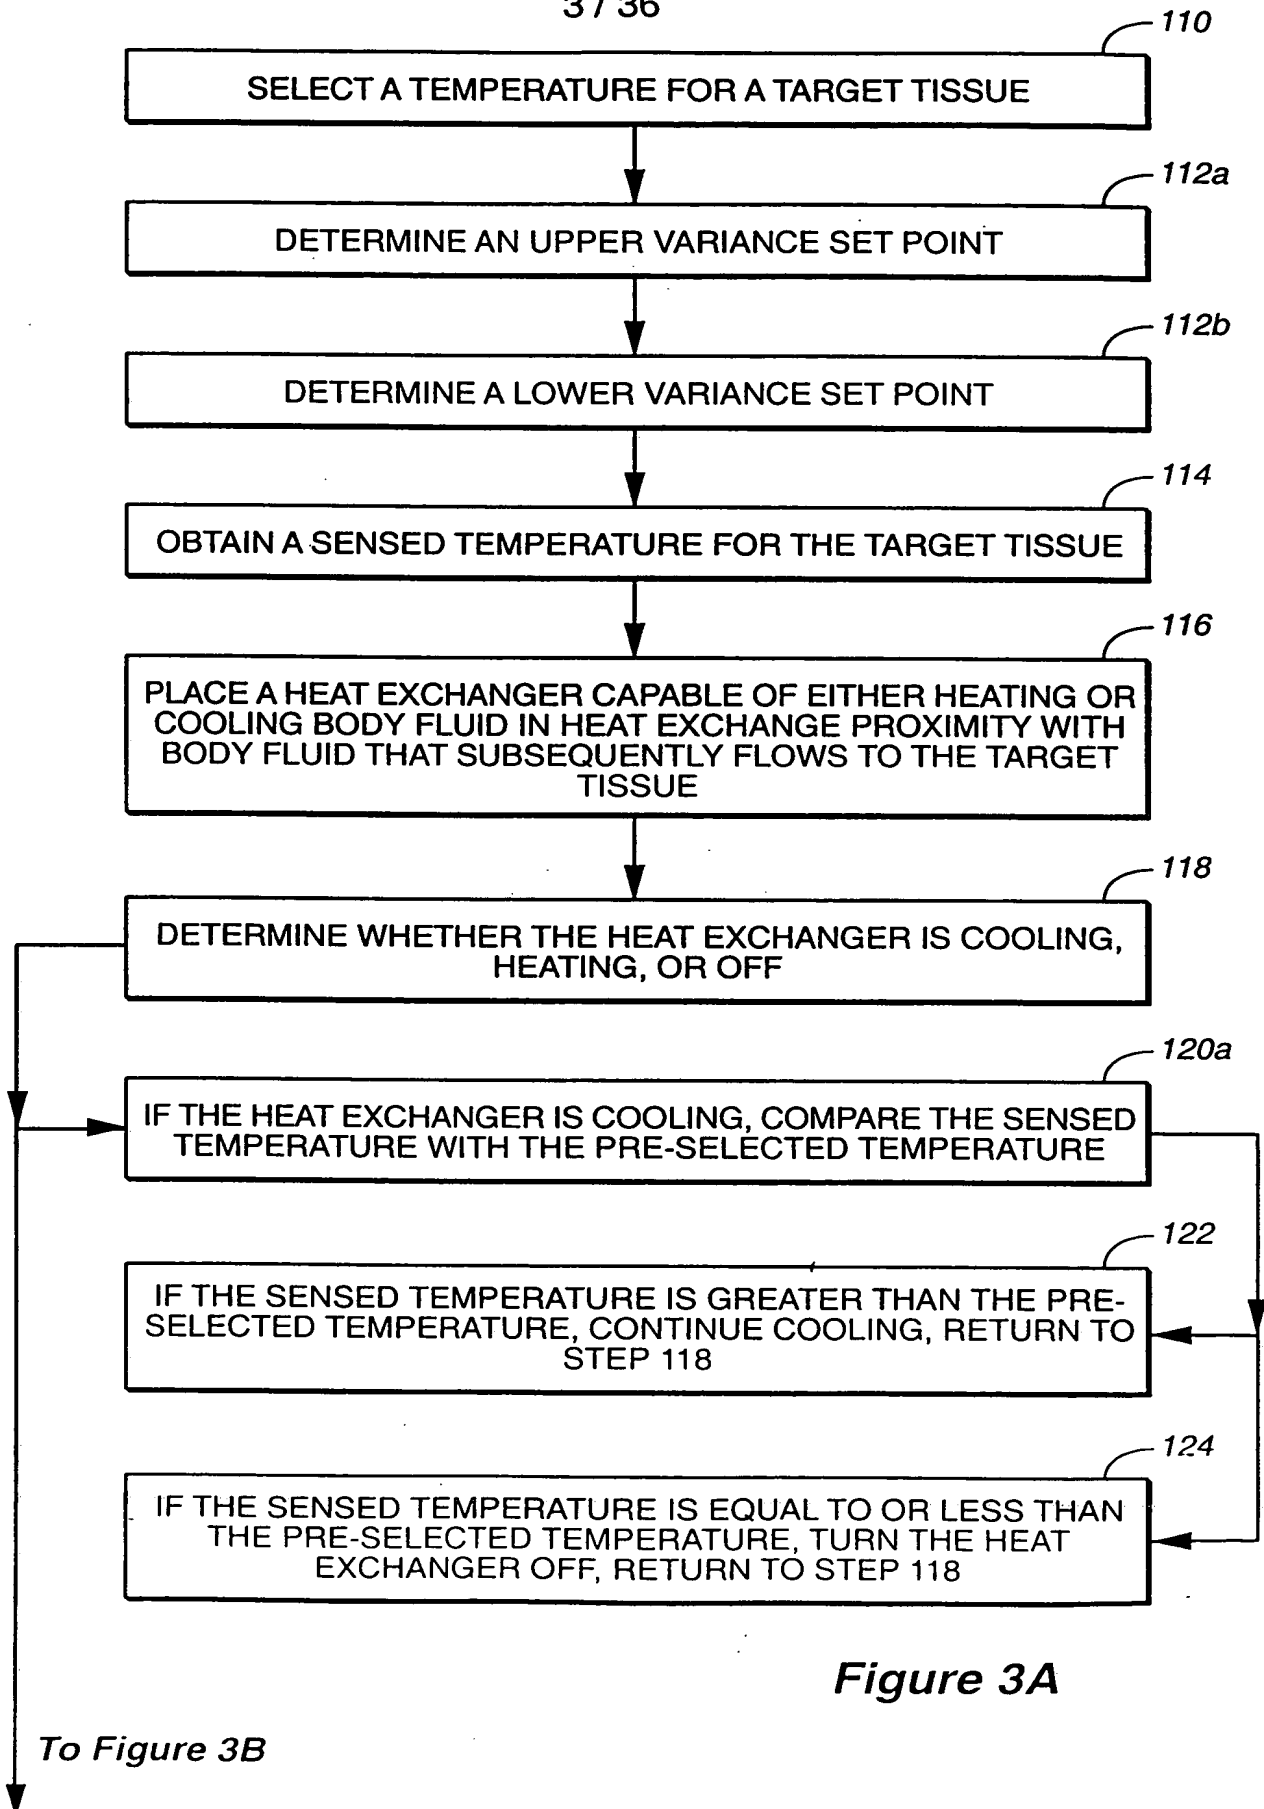 3 / 36
110
SELECT A TEMPERATURE FOR A TARGET TISSUE
112a
DETERMINE AN UPPER VARIANCE SET POINT
112b
DETERMINE A LOWER VARIANCE SET POINT
114
OBTAIN A SENSED TEMPERATURE FOR THE TARGET TISSUE
116
PLACE A HEAT EXCHANGER CAPABLE OF EITHER HEATING OR
COOLING BODY FLUID IN HEAT EXCHANGE PROXIMITY WITH
BODY FLUID THAT SUBSEQUENTLY FLOWS TO THE TARGET
TISSUE
118
DETERMINE WHETHER THE HEAT EXCHANGER IS COOLING,
HEATING, OR OFF
120a
IF THE HEAT EXCHANGER IS COOLING, COMPARE THE SENSED
TEMPERATURE WITH THE PRE-SELECTED TEMPERATURE
122
IF THE SENSED TEMPERATURE IS GREATER THAN THE PRE-
SELECTED TEMPERATURE, CONTINUE COOLING, RETURN TO
STEP 118
124
IF THE SENSED TEMPERATURE IS EQUAL TO OR LESS THAN
THE PRE-SELECTED TEMPERATURE, TURN THE HEAT
EXCHANGER OFF, RETURN TO STEP 118
Figure 3A
To Figure 3B